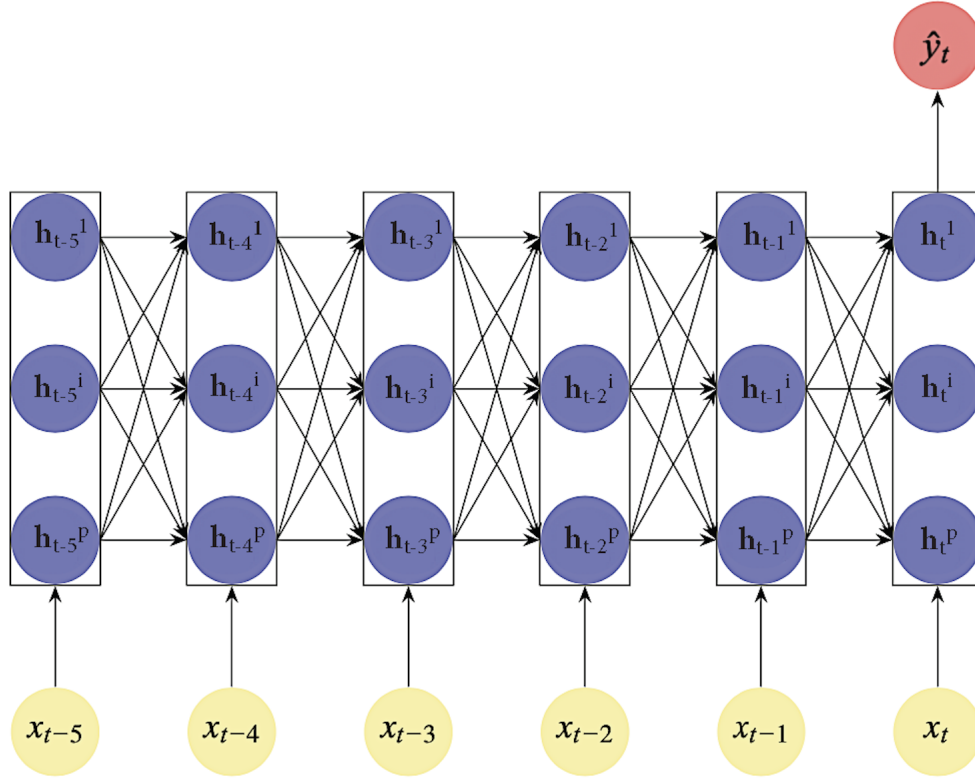 ŷₜ
hₜ₋₅¹ hₜ₋₄¹ hₜ₋₃¹ hₜ₋₂¹ hₜ₋₁¹ hₜ¹
hₜ₋₅ⁱ hₜ₋₄ⁱ hₜ₋₃ⁱ hₜ₋₂ⁱ hₜ₋₁ⁱ hₜⁱ
hₜ₋₅ᵖ hₜ₋₄ᵖ hₜ₋₃ᵖ hₜ₋₂ᵖ hₜ₋₁ᵖ hₜᵖ
xₜ₋₅ xₜ₋₄ xₜ₋₃ xₜ₋₂ xₜ₋₁ xₜ